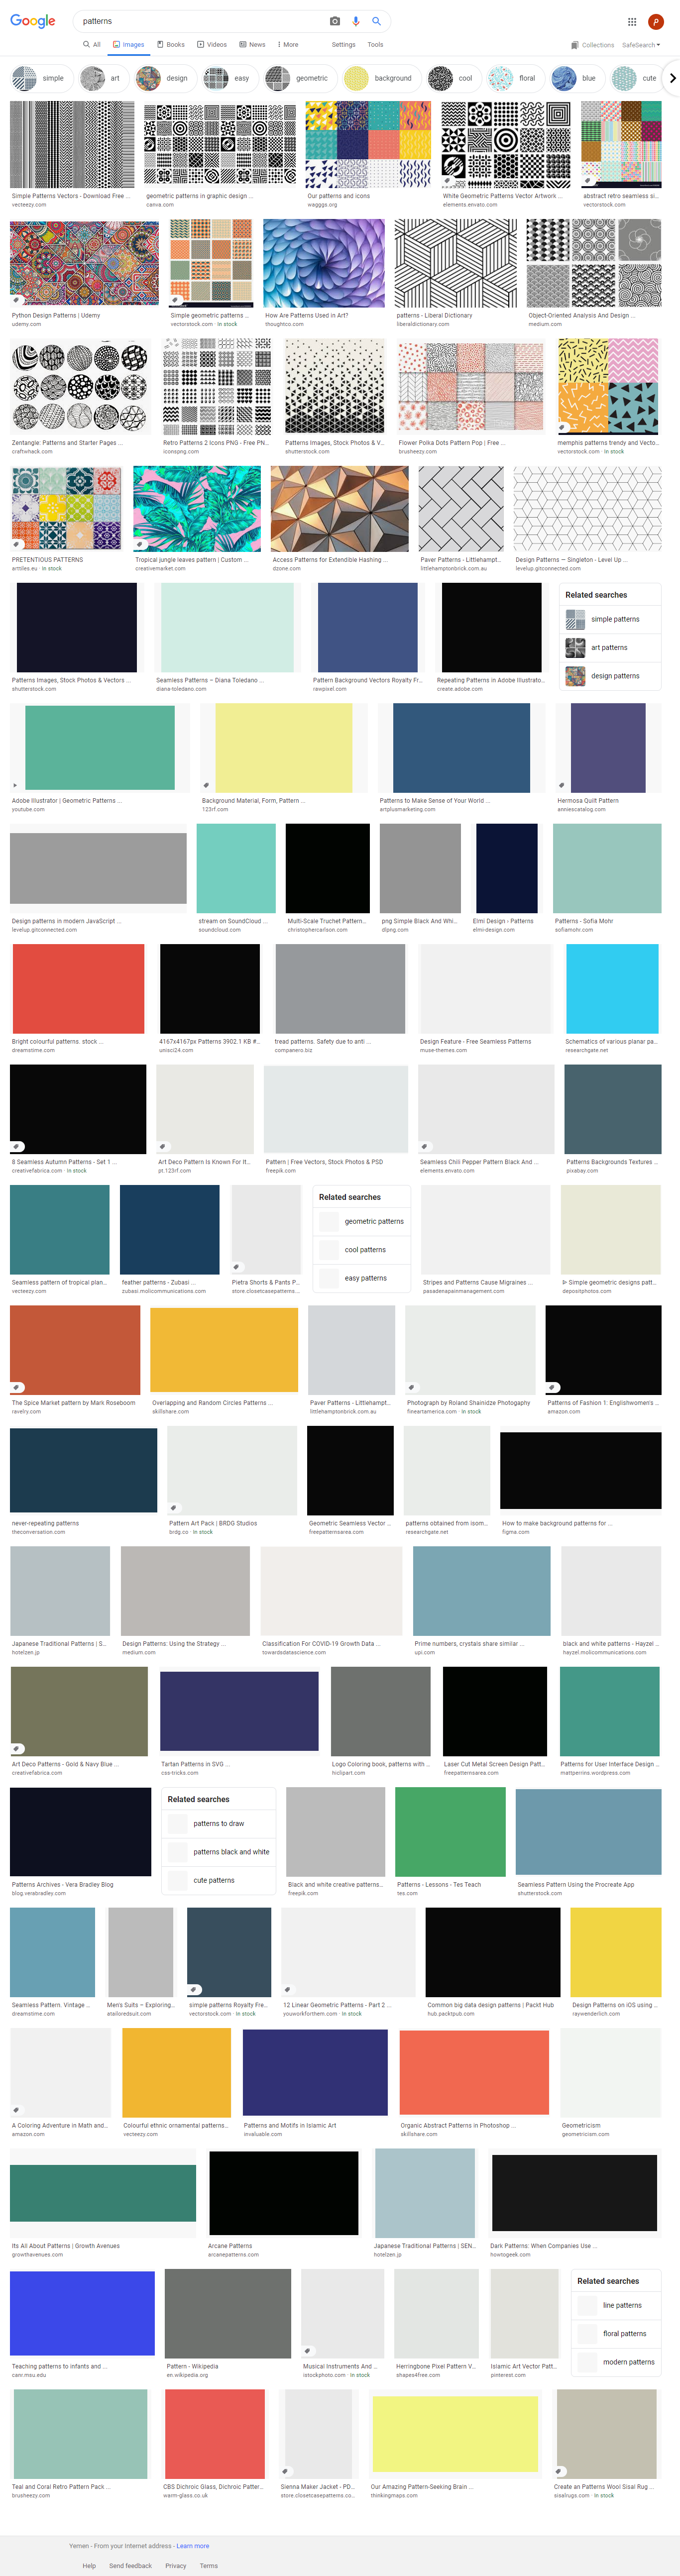 Google
patterns
P
All Images Books Videos News More Settings Tools
Collections SafeSearch
simple art design easy geometric background cool floral blue cute
Simple Patterns Vectors - Download Free ...
vecteezy.com
geometric patterns in graphic design ...
canva.com
Our patterns and icons
wagggs.org
White Geometric Patterns Vector Artwork ...
elements.envato.com
abstract retro seamless si...
vectorstock.com
Python Design Patterns | Udemy
udemy.com
Simple geometric patterns ...
vectorstock.com · In stock
How Are Patterns Used in Art?
thoughtco.com
patterns - Liberal Dictionary
liberaldictionary.com
Object-Oriented Analysis And Design ...
medium.com
Zentangle: Patterns and Starter Pages ...
craftwhack.com
Retro Patterns 2 Icons PNG - Free PN...
iconspng.com
Patterns Images, Stock Photos & V...
shutterstock.com
Flower Polka Dots Pattern Pop | Free ...
brusheezy.com
memphis patterns trendy and Vecto...
vectorstock.com · In stock
PRETENTIOUS PATTERNS
arttiles.eu · In stock
Tropical jungle leaves pattern | Custom ...
creativemarket.com
Access Patterns for Extendible Hashing ...
dzone.com
Paver Patterns - Littlehampt...
littlehamptonbrick.com.au
Design Patterns — Singleton - Level Up ...
levelup.gitconnected.com
Patterns Images, Stock Photos & Vectors ...
shutterstock.com
Seamless Patterns – Diana Toledano ...
diana-toledano.com
Pattern Background Vectors Royalty Fr...
rawpixel.com
Repeating Patterns in Adobe Illustrato...
create.adobe.com
Related searches
simple patterns
art patterns
design patterns
Adobe Illustrator | Geometric Patterns ...
youtube.com
Background Material, Form, Pattern ...
123rf.com
Patterns to Make Sense of Your World ...
artplusmarketing.com
Hermosa Quilt Pattern
anniescatalog.com
Design patterns in modern JavaScript ...
levelup.gitconnected.com
stream on SoundCloud ...
soundcloud.com
Multi-Scale Truchet Pattern...
christophercarlson.com
png Simple Black And Whi...
dlpng.com
Elmi Design - Patterns
elmi-design.com
Patterns - Sofia Mohr
sofiamohr.com
Bright colourful patterns. stock ...
dreamstime.com
4167x4167px Patterns 3902.1 KB #...
unisci24.com
tread patterns. Safety due to anti ...
comparero.biz
Design Feature - Free Seamless Patterns
muse-themes.com
Schematics of various planar pa...
researchgate.net
8 Seamless Autumn Patterns - Set 1 ...
creativefabrica.com · In stock
Art Deco Pattern Is Known For It...
pt.123rf.com
Pattern | Free Vectors, Stock Photos & PSD
freepik.com
Seamless Chili Pepper Pattern Black And ...
elements.envato.com
Patterns Backgrounds Textures ...
pixabay.com
Seamless pattern of tropical plan...
vecteezy.com
feather patterns - Zubasi ...
zubasi.molicommunications.com
Pietra Shorts & Pants P...
store.closetcasepatterns....
Related searches
geometric patterns
cool patterns
easy patterns
Stripes and Patterns Cause Migraines ...
pasadenapainmanagement.com
ᐈ Simple geometric designs patt...
depositphotos.com
The Spice Market pattern by Mark Roseboom
ravelry.com
Overlapping and Random Circles Patterns ...
skillshare.com
Paver Patterns - Littlehampt...
littlehamptonbrick.com.au
Photograph by Roland Shainidze Photogaphy
fineartamerica.com · In stock
Patterns of Fashion 1: Englishwomen's ...
amazon.com
never-repeating patterns
theconversation.com
Pattern Art Pack | BRDG Studios
brdg.co · In stock
Geometric Seamless Vector ...
freepatternsarea.com
patterns obtained from isom...
researchgate.net
How to make background patterns for ...
figma.com
Japanese Traditional Patterns | S...
hotelzen.jp
Design Patterns: Using the Strategy ...
medium.com
Classification For COVID-19 Growth Data ...
towardsdatascience.com
Prime numbers, crystals share similar ...
upi.com
black and white patterns - Hayzel ...
hayzel.molicommunications.com
Art Deco Patterns - Gold & Navy Blue ...
creativefabrica.com
Tartan Patterns in SVG ...
css-tricks.com
Logo Coloring book, patterns with ...
hiclipart.com
Laser Cut Metal Screen Design Patt...
freepatternsarea.com
Patterns for User Interface Design ...
mattperrins.wordpress.com
Patterns Archives - Vera Bradley Blog
blog.verabradley.com
Related searches
patterns to draw
patterns black and white
cute patterns
Black and white creative patterns...
freepik.com
Patterns - Lessons - Tes Teach
tes.com
Seamless Pattern Using the Procreate App
shutterstock.com
Seamless Pattern. Vintage ...
dreamstime.com
Men's Suits – Exploring...
atailoredsuit.com
simple patterns Royalty Fre...
vectorstock.com · In stock
12 Linear Geometric Patterns - Part 2 ...
youworkforthem.com · In stock
Common big data design patterns | Packt Hub
hub.packtpub.com
Design Patterns on iOS using ...
raywenderlich.com
A Coloring Adventure in Math and...
amazon.com
Colourful ethnic ornamental patterns...
vecteezy.com
Patterns and Motifs in Islamic Art
invaluable.com
Organic Abstract Patterns in Photoshop ...
skillshare.com
Geometricism
geometricism.com
Its All About Patterns | Growth Avenues
growthavenues.com
Arcane Patterns
arcanepatterns.com
Japanese Traditional Patterns | SEN...
hotelzen.jp
Dark Patterns: When Companies Use ...
howtogeek.com
Teaching patterns to infants and ...
canr.msu.edu
Pattern - Wikipedia
en.wikipedia.org
Musical Instruments And ...
istockphoto.com · In stock
Herringbone Pixel Pattern V...
shapes4free.com
Islamic Art Vector Patt...
pinterest.com
Related searches
line patterns
floral patterns
modern patterns
Teal and Coral Retro Pattern Pack ...
brusheezy.com
CBS Dichroic Glass, Dichroic Patter...
warm-glass.co.uk
Sienna Maker Jacket - PD...
store.closetcasepatterns.co...
Our Amazing Pattern-Seeking Brain ...
thinkingmaps.com
Create an Patterns Wool Sisal Rug ...
sisalrugs.com · In stock
Yemen - From your Internet address - Learn more
Help Send feedback Privacy Terms